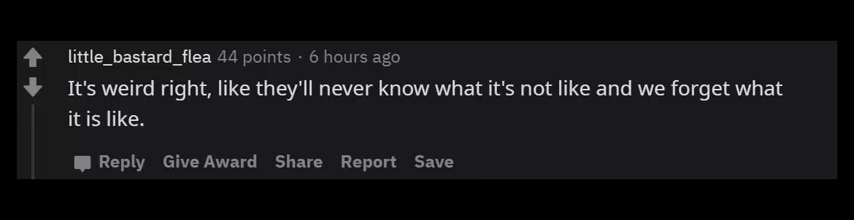 little_bastard_flea 44 points · 6 hours ago
It's weird right, like they'll never know what it's not like and we forget what
it is like.
Reply Give Award Share Report Save